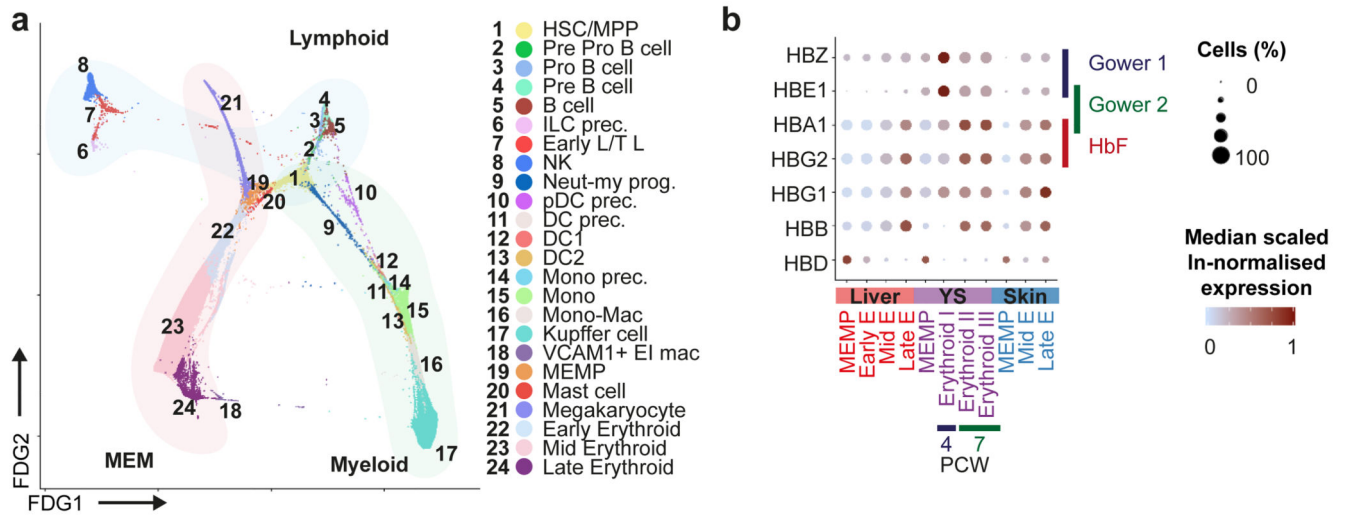 a
Lymphoid
Myeloid
MEM
8
7
6
21
4
3
5
2
1
19
20
10
9
22
12
14
11
15
13
23
16
24
18
17
FDG2
FDG1
1 HSC/MPP
2 Pre Pro B cell
3 Pro B cell
4 Pre B cell
5 B cell
6 ILC prec.
7 Early L/T L
8 NK
9 Neut-my prog.
10 pDC prec.
11 DC prec.
12 DC1
13 DC2
14 Mono prec.
15 Mono
16 Mono-Mac
17 Kupffer cell
18 VCAM1+ EI mac
19 MEMP
20 Mast cell
21 Megakaryocyte
22 Early Erythroid
23 Mid Erythroid
24 Late Erythroid
b
HBZ
HBE1
HBA1
HBG2
HBG1
HBB
HBD
Gower 1
Gower 2
HbF
Liver YS Skin
MEMP
Early E
Mid E
Late E
MEMP
Erythroid I
Erythroid II
Erythroid III
MEMP
Mid E
Late E
4 7
PCW
Cells (%)
0
100
Median scaled
ln-normalised
expression
0 1